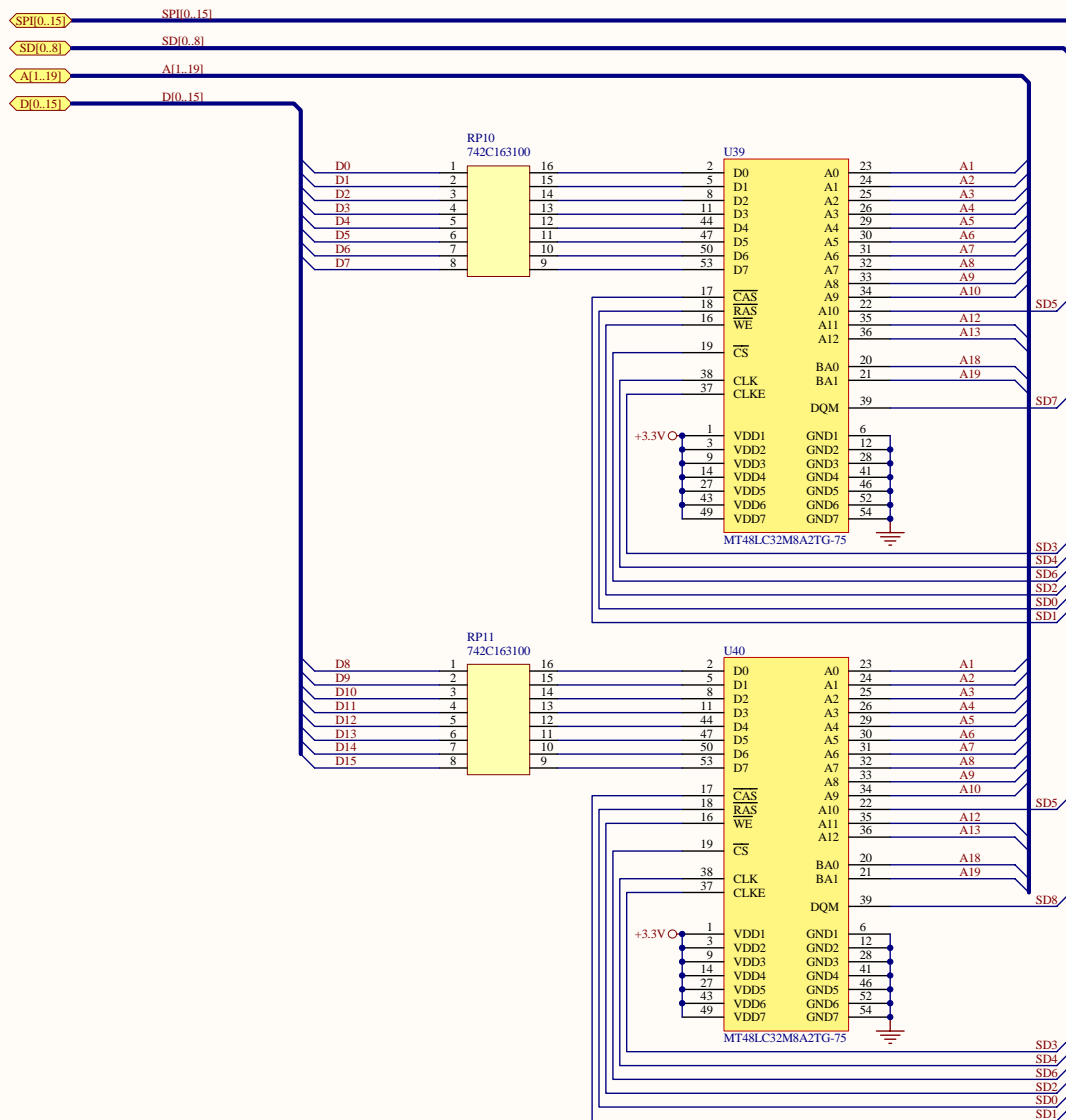 SPI[0..15] SPI[0..15]
SD[0..8] SD[0..8]
A[1..19] A[1..19]
D[0..15] D[0..15]
RP10
742C163100
U39
D0 1 16 2 D0 A0 23 A1
D1 2 15 5 D1 A1 24 A2
D2 3 14 8 D2 A2 25 A3
D3 4 13 11 D3 A3 26 A4
D4 5 12 44 D4 A4 29 A5
D5 6 11 47 D5 A5 30 A6
D6 7 10 50 D6 A6 31 A7
D7 8 9 53 D7 A7 32 A8
A8 33 A9
17 CAS A9 34 A10
18 RAS A10 22 SD5
16 WE A11 35 A12
A12 36 A13
19 CS
BA0 20 A18
38 CLK BA1 21 A19
37 CLKE
DQM 39 SD7
+3.3V 1 VDD1 GND1 6
3 VDD2 GND2 12
9 VDD3 GND3 28
14 VDD4 GND4 41
27 VDD5 GND5 46
43 VDD6 GND6 52
49 VDD7 GND7 54
MT48LC32M8A2TG-75
SD3
SD4
SD6
SD2
SD0
SD1
RP11
742C163100
U40
D8 1 16 2 D0 A0 23 A1
D9 2 15 5 D1 A1 24 A2
D10 3 14 8 D2 A2 25 A3
D11 4 13 11 D3 A3 26 A4
D12 5 12 44 D4 A4 29 A5
D13 6 11 47 D5 A5 30 A6
D14 7 10 50 D6 A6 31 A7
D15 8 9 53 D7 A7 32 A8
A8 33 A9
17 CAS A9 34 A10
18 RAS A10 22 SD5
16 WE A11 35 A12
A12 36 A13
19 CS
BA0 20 A18
38 CLK BA1 21 A19
37 CLKE
DQM 39 SD8
+3.3V 1 VDD1 GND1 6
3 VDD2 GND2 12
9 VDD3 GND3 28
14 VDD4 GND4 41
27 VDD5 GND5 46
43 VDD6 GND6 52
49 VDD7 GND7 54
MT48LC32M8A2TG-75
SD3
SD4
SD6
SD2
SD0
SD1